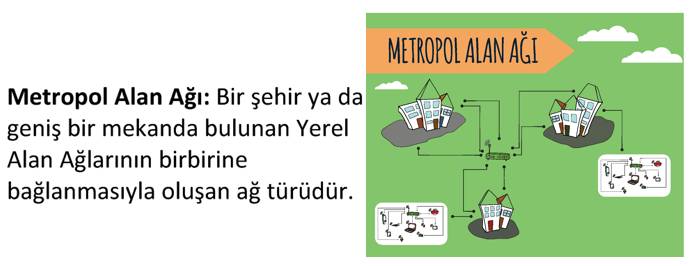 Metropol Alan Ağı: Bir şehir ya da
geniş bir mekanda bulunan Yerel
Alan Ağlarının birbirine
bağlanmasıyla oluşan ağ türüdür.
METROPOL ALAN AĞI